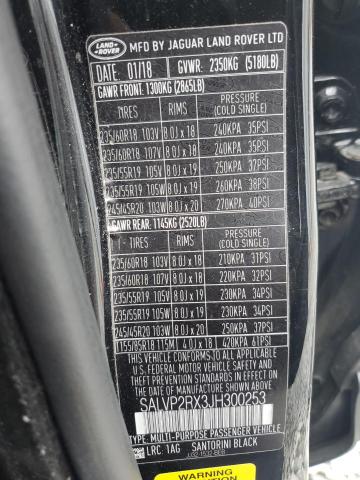 LAND ROVER
MFD BY JAGUAR LAND ROVER LTD
DATE: 01/18 GVWR: 2350KG (5180LB)
GAWR FRONT: 1300KG (2865LB)
TIRES RIMS PRESSURE (COLD SINGLE)
235/60R18 103V 8.0J x 18 240KPA 35PSI
235/60R18 107V 8.0J x 18 240KPA 35PSI
235/55R19 105V 8.0J x 19 250KPA 37PSI
235/55R19 105W 8.0J x 19 260KPA 38PSI
245/45R20 103W 8.0J x 20 270KPA 40PSI
GAWR REAR: 1145KG (2520LB)
TIRES RIMS PRESSURE (COLD SINGLE)
235/60R18 103V 8.0J x 18 210KPA 31PSI
235/60R18 107V 8.0J x 18 220KPA 32PSI
235/55R19 105V 8.0J x 19 230KPA 34PSI
235/55R19 105W 8.0J x 19 230KPA 34PSI
245/45R20 103W 8.0J x 20 250KPA 37PSI
T155/85R18 115M 4.0J x 18 420KPA 61PSI
THIS VEHICLE CONFORMS TO ALL APPLICABLE
U.S. FEDERAL MOTOR VEHICLE SAFETY
STANDARDS IN EFFECT ON THE DATE OF
MANUFACTURE SHOWN ABOVE.
SALVP2RX3JH300253
TYPE: MULTI-PURPOSE PASSENGER VEHICLE
LRC: 1AG SANTORINI BLACK